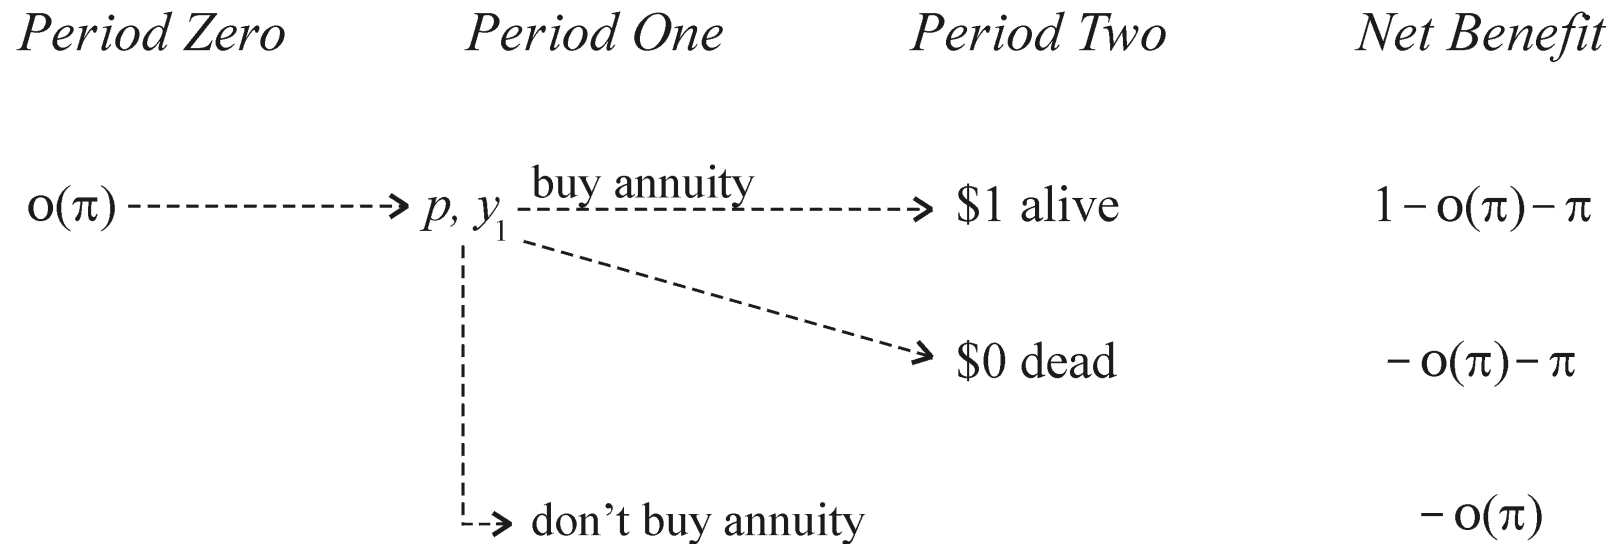 Period Zero Period One Period Two Net Benefit
o(π) p, y₁ buy annuity $1 alive 1 – o(π) – π
$0 dead – o(π) – π
don’t buy annuity – o(π)